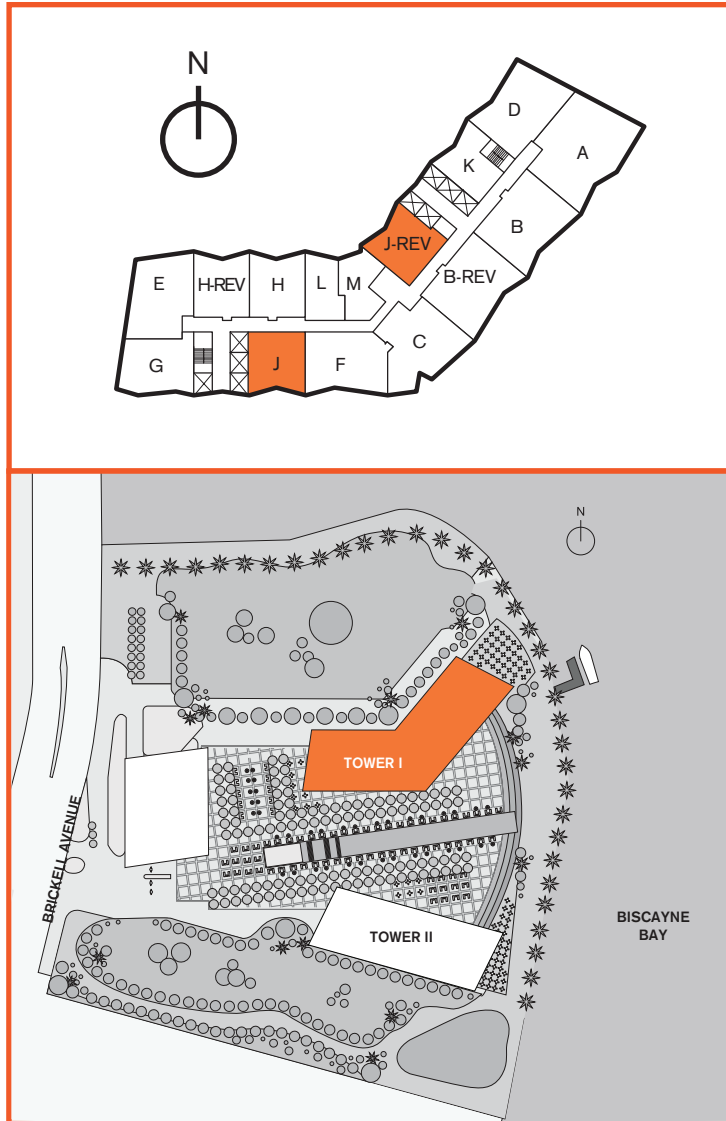 N
D
A
K
B
J-REV
B-REV
E
H-REV
H
L
M
C
G
J
F
N
TOWER I
BRICKELL AVENUE
TOWER II
BISCAYNE
BAY